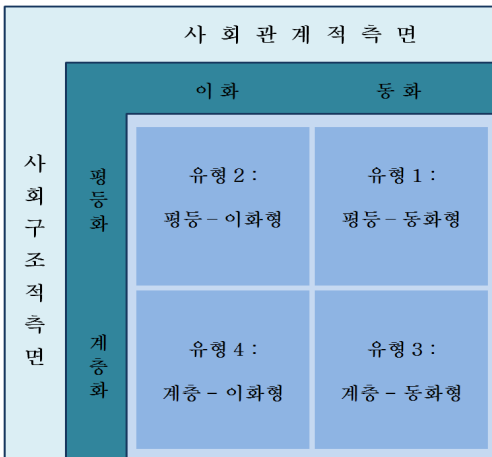 사 회 관 계 적 측 면
이 화 동 화
사
회
구
조
적
측
면
평
등
화
유형 2 :
평등 – 이화형
유형 1 :
평등 – 동화형
계
층
화
유형 4 :
계층 – 이화형
유형 3 :
계층 – 동화형